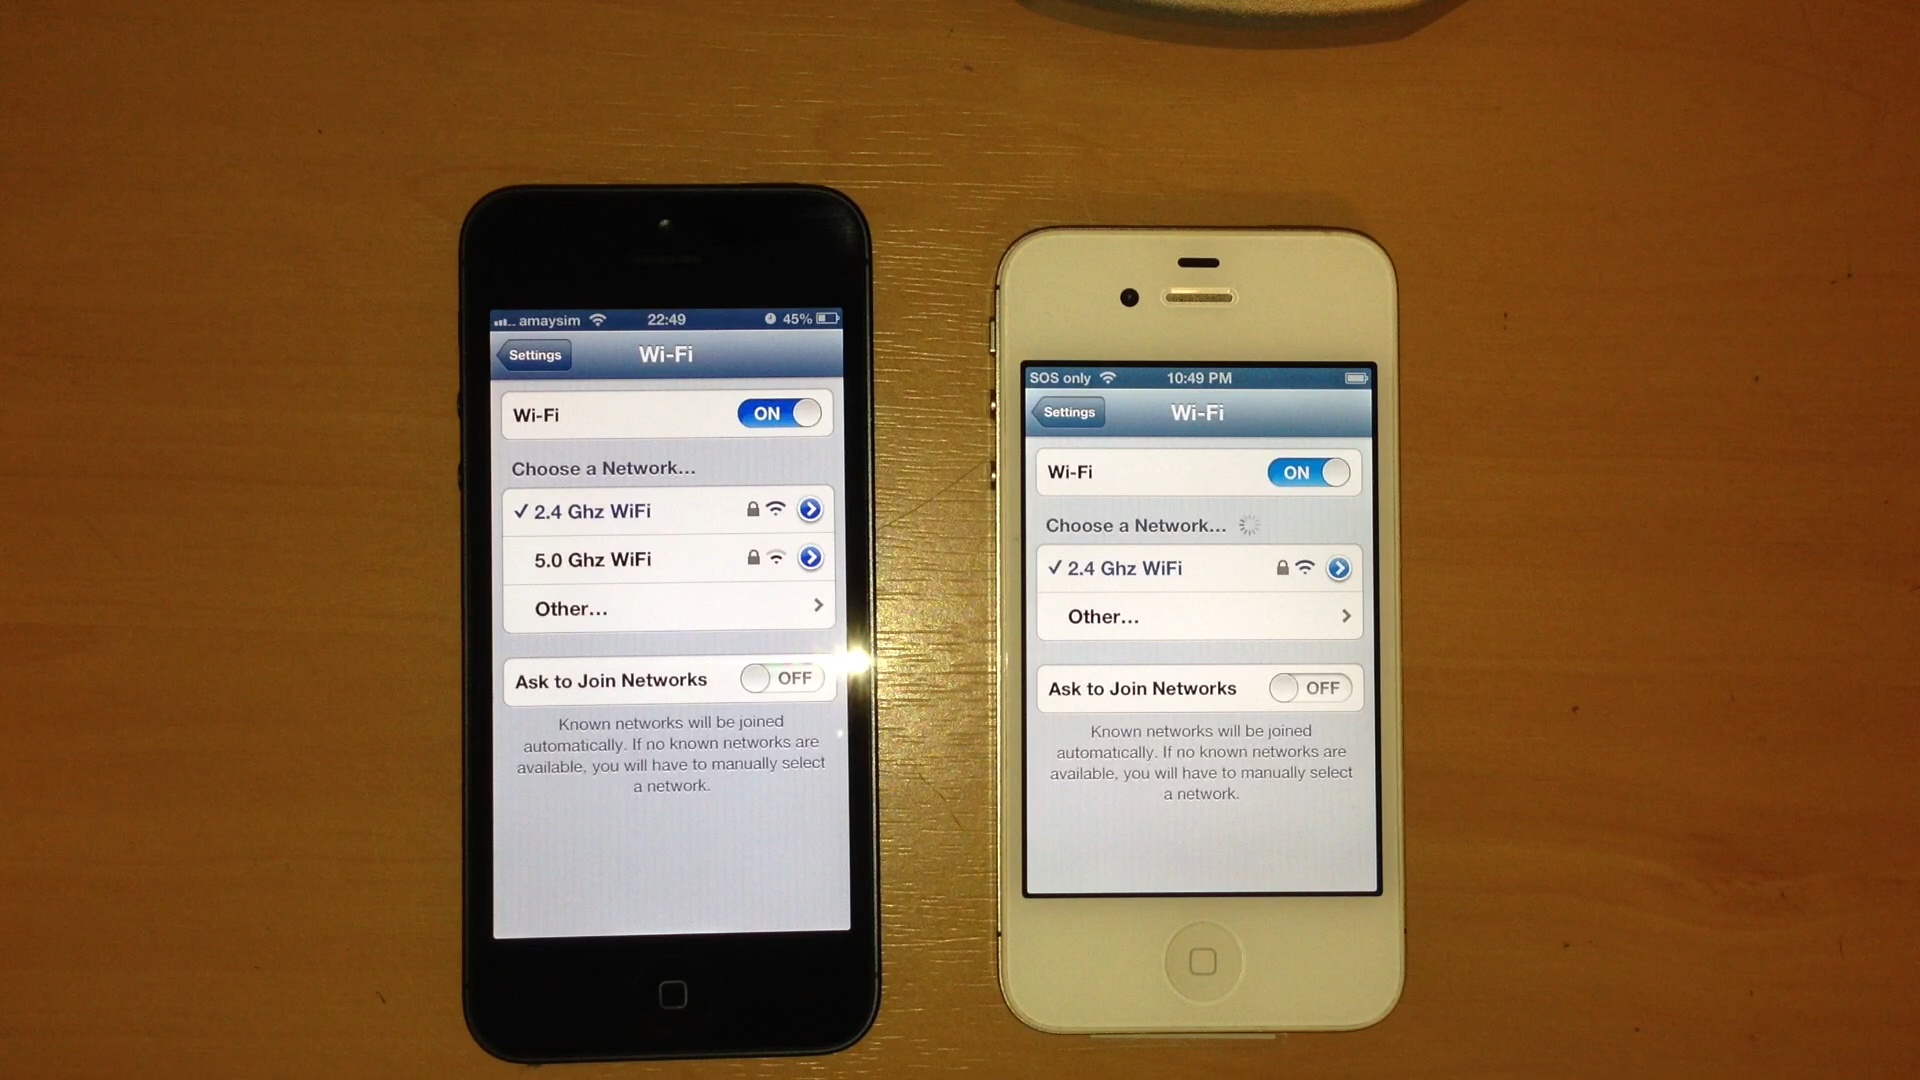 amaysim 22:49 45%
Settings Wi-Fi
Wi-Fi ON
Choose a Network...
2.4 Ghz WiFi
5.0 Ghz WiFi
Other...
Ask to Join Networks OFF
Known networks will be joined
automatically. If no known networks are
available, you will have to manually select
a network.
SOS only 10:49 PM
Settings Wi-Fi
Wi-Fi ON
Choose a Network...
2.4 Ghz WiFi
Other...
Ask to Join Networks OFF
Known networks will be joined
automatically. If no known networks are
available, you will have to manually select
a network.